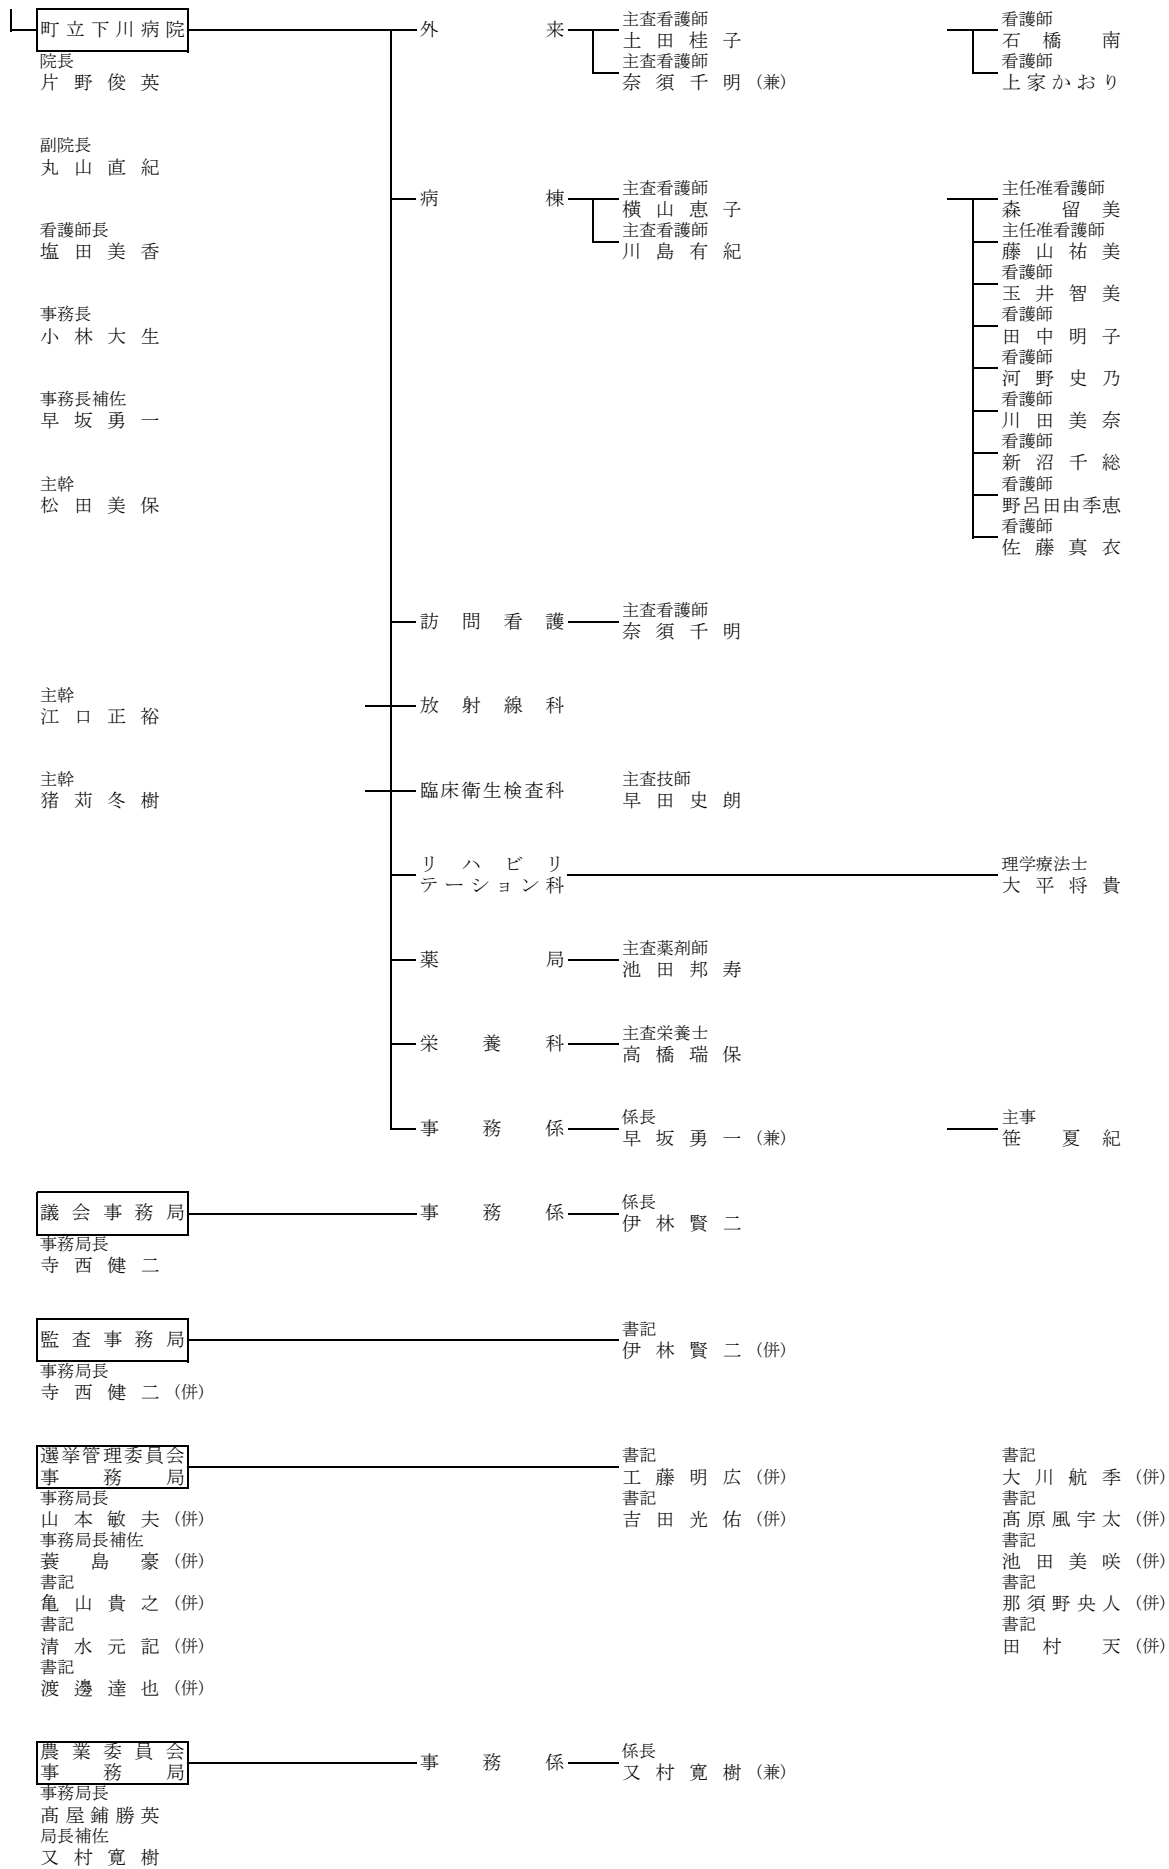 町立下川病院
院長
片野俊英
副院長
丸山直紀
看護師長
塩田美香
事務長
小林大生
事務長補佐
早坂勇一
主幹
松田美保
主幹
江口正裕
主幹
猪苅冬樹
外来
主査看護師
土田桂子
主査看護師
奈須千明(兼)
看護師
石橋南
看護師
上家かおり
病棟
主査看護師
横山恵子
主査看護師
川島有紀
主任准看護師
森留美
主任准看護師
藤山祐美
看護師
玉井智美
看護師
田中明子
看護師
河野史乃
看護師
川田美奈
看護師
新沼千総
看護師
野呂田由季恵
看護師
佐藤真衣
訪問看護
主査看護師
奈須千明
放射線科
臨床衛生検査科
主査技師
早田史朗
リハビリ
テーション科
理学療法士
大平将貴
薬局
主査薬剤師
池田邦寿
栄養科
主査栄養士
髙橋瑞保
事務係
係長
早坂勇一(兼)
主事
笹夏紀
議会事務局
事務局長
寺西健二
事務係
係長
伊林賢二
監査事務局
事務局長
寺西健二(併)
書記
伊林賢二(併)
選挙管理委員会
事務局
事務局長
山本敏夫(併)
事務局長補佐
蓑島豪(併)
書記
亀山貴之(併)
書記
清水元記(併)
書記
渡邊達也(併)
書記
工藤明広(併)
書記
吉田光佑(併)
書記
大川航季(併)
書記
髙原風宇太(併)
書記
池田美咲(併)
書記
那須野央人(併)
書記
田村天(併)
農業委員会
事務局
事務局長
髙屋鋪勝英
局長補佐
又村寛樹
事務係
係長
又村寛樹(兼)